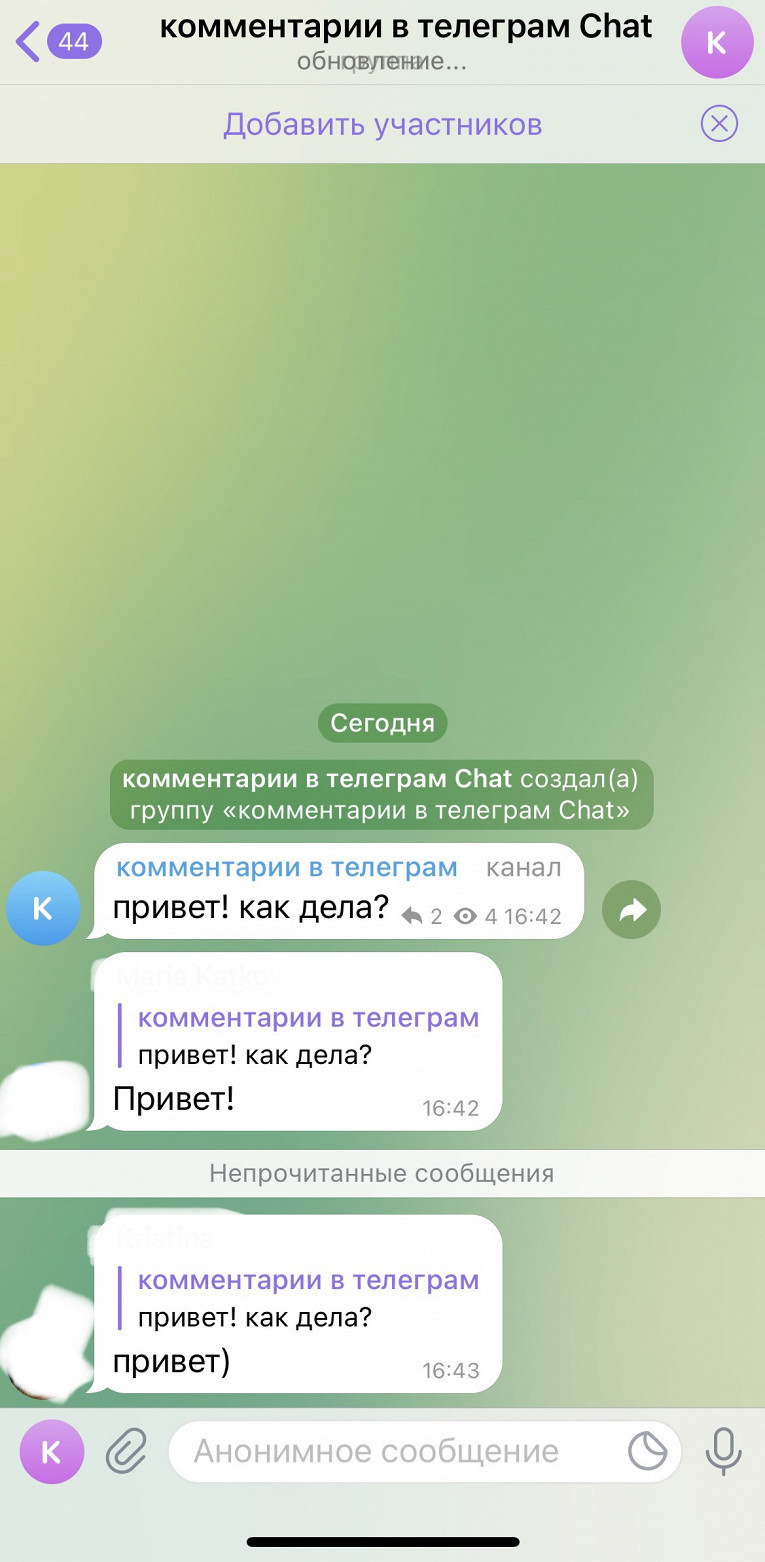 44
комментарии в телеграм Chat
обновление...
К
Добавить участников
Сегодня
комментарии в телеграм Chat создал(а)
группу «комментарии в телеграм Chat»
комментарии в телеграм канал
К
привет! как дела? 2 4 16:42
комментарии в телеграм
привет! как дела?
Привет! 16:42
Непрочитанные сообщения
комментарии в телеграм
привет! как дела?
привет) 16:43
К
Анонимное сообщение